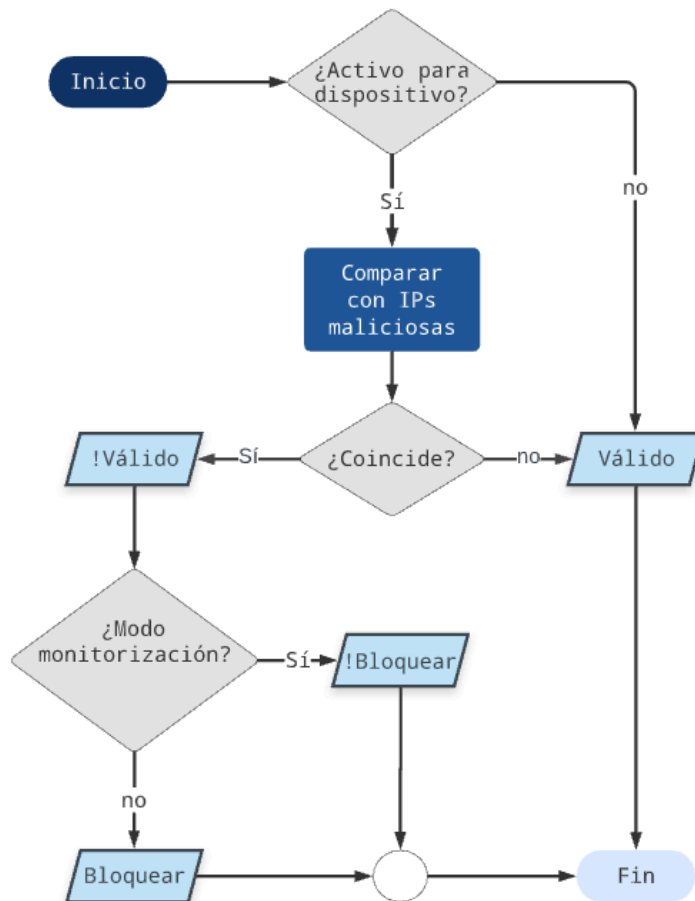 Inicio
¿Activo para
dispositivo?
no
Sí
Comparar
con IPs
maliciosas
!Válido
Sí
¿Coincide?
no
Válido
¿Modo
monitorización?
Sí
!Bloquear
no
Bloquear
Fin